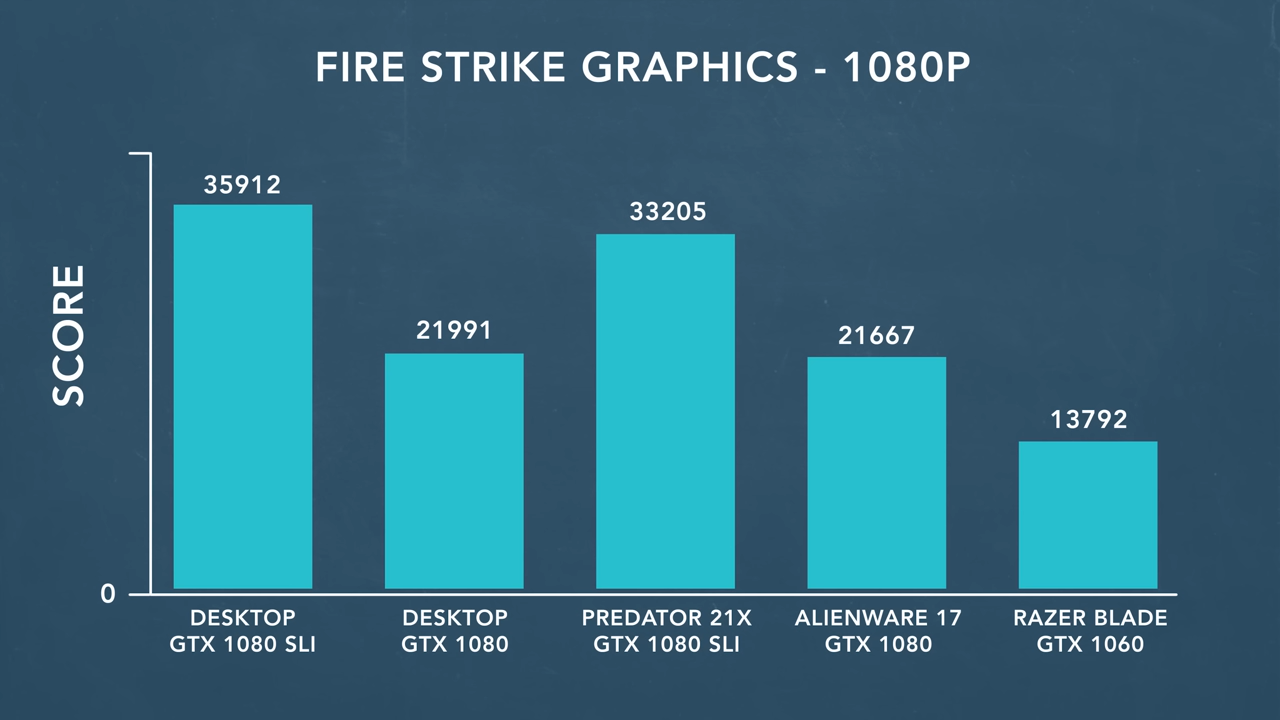 FIRE STRIKE GRAPHICS - 1080P
SCORE
35912
21991
33205
21667
13792
0
DESKTOP
GTX 1080 SLI
DESKTOP
GTX 1080
PREDATOR 21X
GTX 1080 SLI
ALIENWARE 17
GTX 1080
RAZER BLADE
GTX 1060